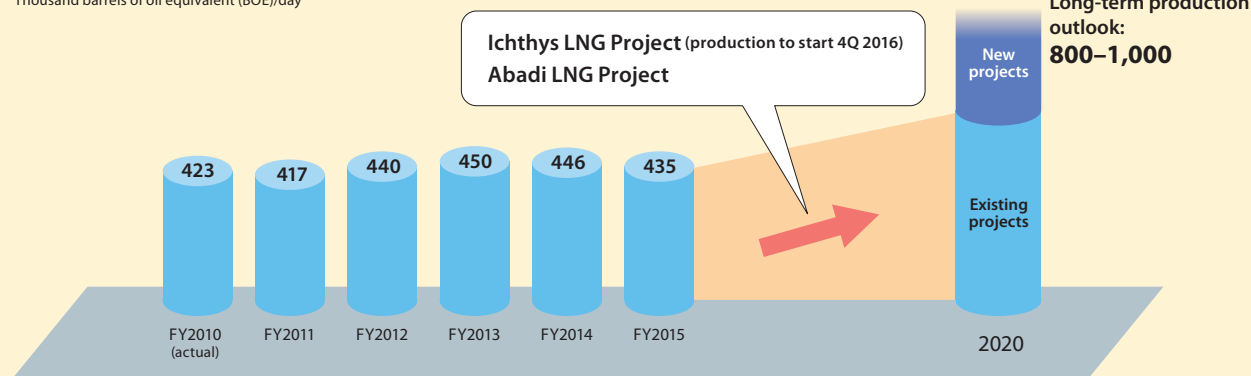 Thousand barrels of oil equivalent (BOE)/day
Long-term production
outlook:
800–1,000
Ichthys LNG Project (production to start 4Q 2016)
Abadi LNG Project
New
projects
423
417
440
450
446
435
Existing
projects
FY2010
(actual)
FY2011
FY2012
FY2013
FY2014
FY2015
2020